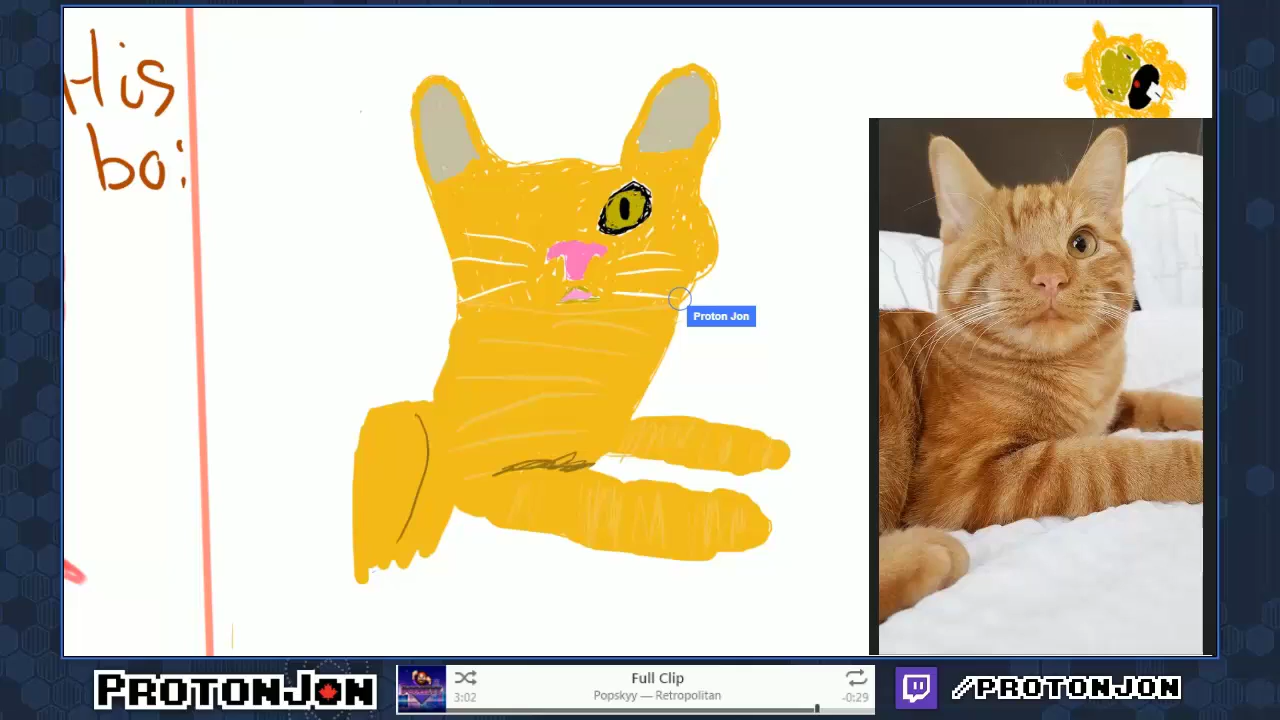 His
bo:
Proton Jon
PROTONJON
Full Clip
3:02
Popskyy — Retropolitan
-0:29
/PROTONJON